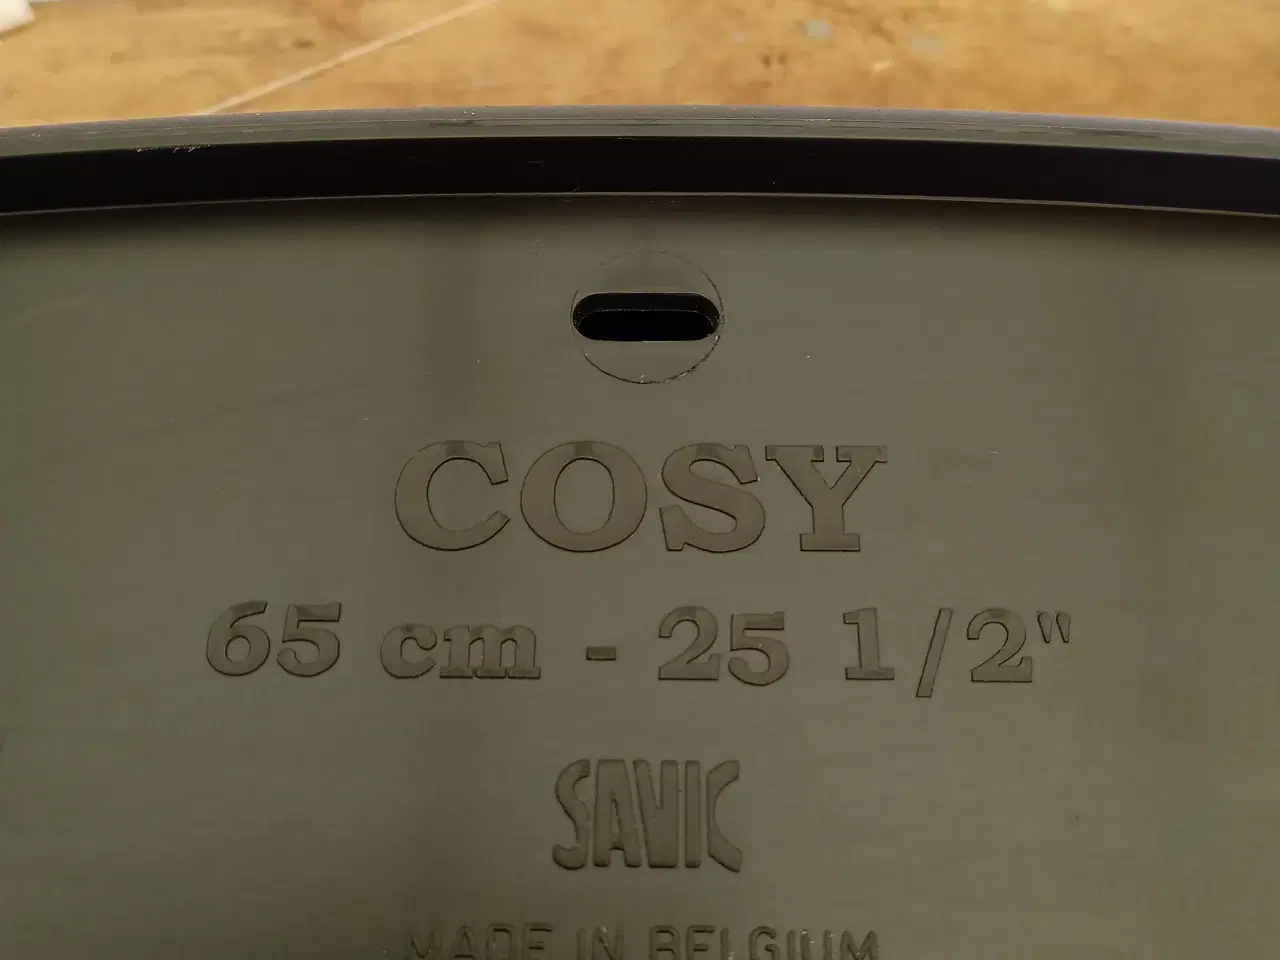 COSY
65 cm - 25 1/2"
SAVIC
MADE IN BELGIUM